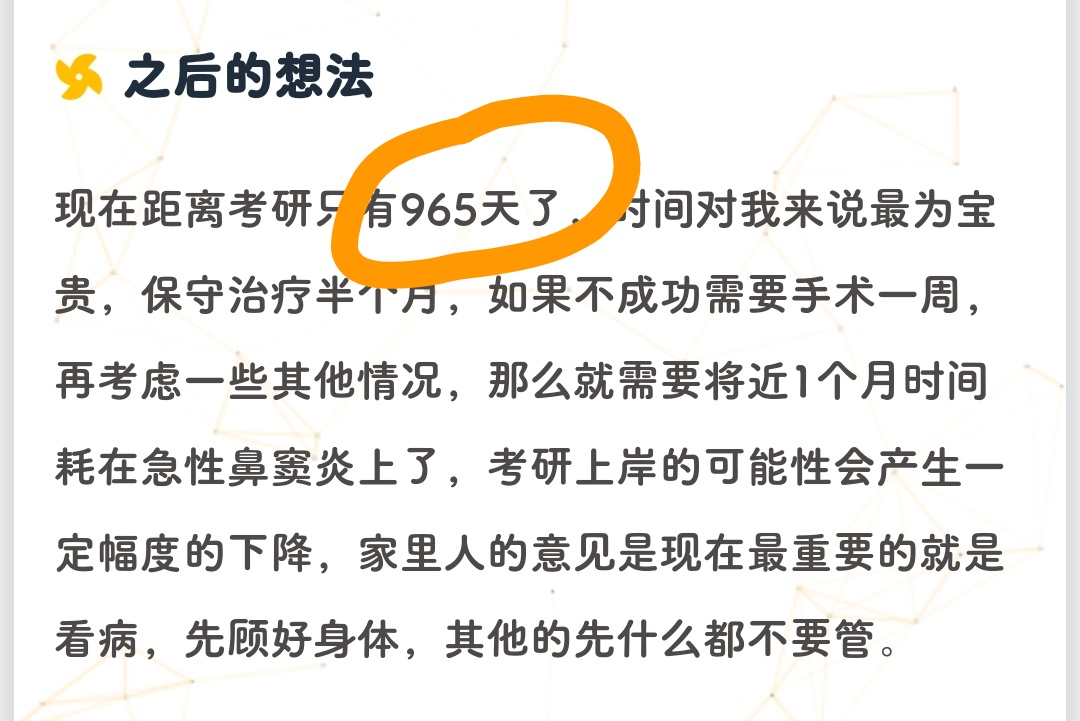 之后的想法
现在距离考研只有965天了，时间对我来说最为宝
贵，保守治疗半个月，如果不成功需要手术一周，
再考虑一些其他情况，那么就需要将近1个月时间
耗在急性鼻窦炎上了，考研上岸的可能性会产生一
定幅度的下降，家里人的意见是现在最重要的就是
看病，先顾好身体，其他的先什么都不要管。